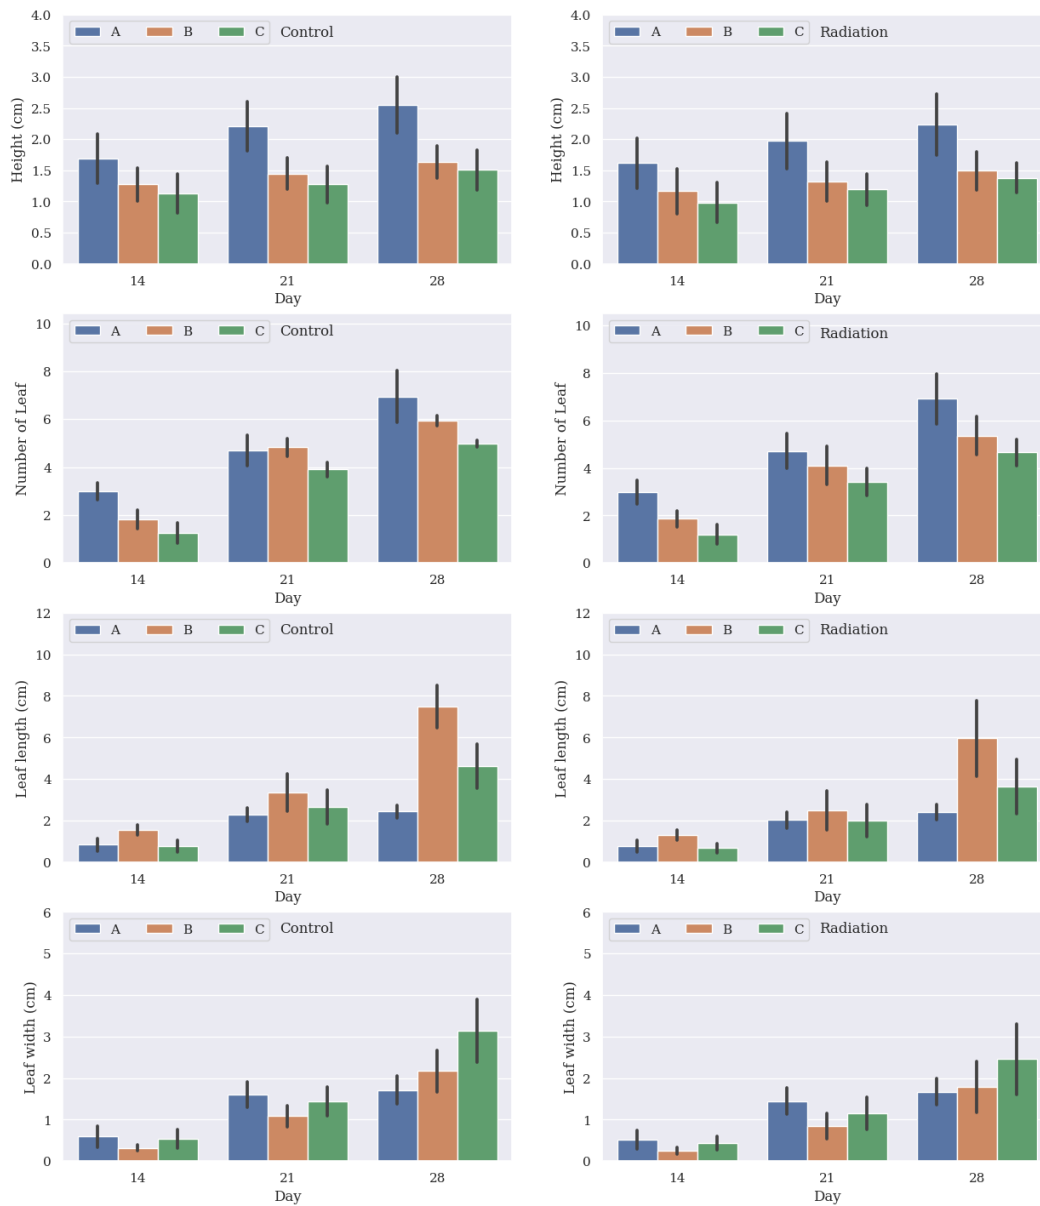 A B C Control
Height (cm)
4.0
3.5
3.0
2.5
2.0
1.5
1.0
0.5
0.0
14 21 28
Day
A B C Radiation
Height (cm)
4.0
3.5
3.0
2.5
2.0
1.5
1.0
0.5
0.0
14 21 28
Day
A B C Control
Number of Leaf
10
8
6
4
2
0
14 21 28
Day
A B C Radiation
Number of Leaf
10
8
6
4
2
0
14 21 28
Day
A B C Control
Leaf length (cm)
12
10
8
6
4
2
0
14 21 28
Day
A B C Radiation
Leaf length (cm)
12
10
8
6
4
2
0
14 21 28
Day
A B C Control
Leaf width (cm)
6
5
4
3
2
1
0
14 21 28
Day
A B C Radiation
Leaf width (cm)
6
5
4
3
2
1
0
14 21 28
Day